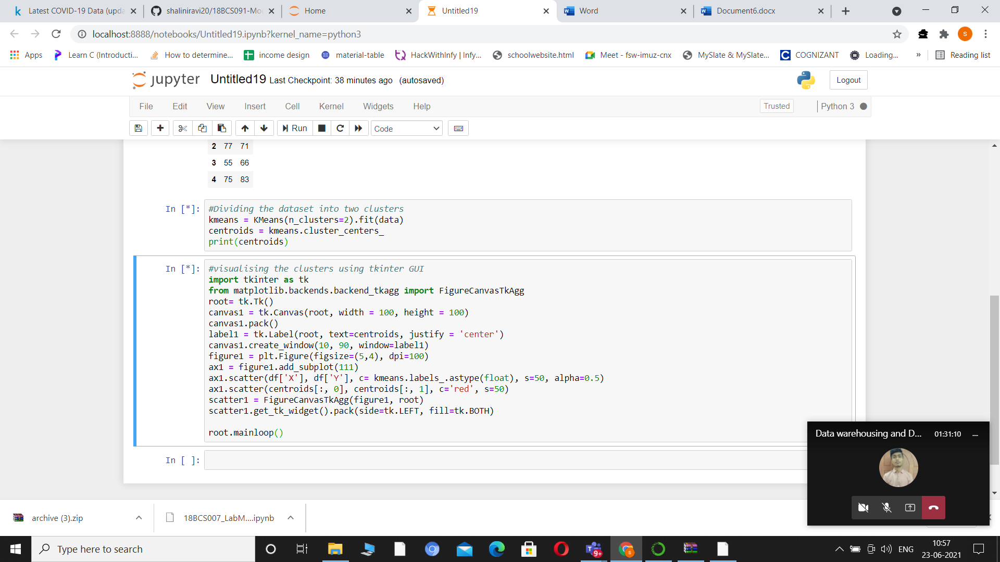 Latest COVID-19 Data (upda
shaliniravi20/18BCS091-Mo
Home
Untitled19
Word
Document6.docx
localhost:8888/notebooks/Untitled19.ipynb?kernel_name=python3
S
Apps
Learn C (Introducti...
How to determine...
income design
material-table
HackWithInfy | Infy...
schoolwebsite.html
Meet - fsw-imuz-cnx
MySlate & MySlate...
COGNIZANT
Loading...
»
Reading list
jupyter Untitled19 Last Checkpoint: 38 minutes ago (autosaved)
Logout
File Edit View Insert Cell Kernel Widgets Help
Trusted
Python 3
Run
Code
2 77 71
3 55 66
4 75 83
In [*]:
#Dividing the dataset into two clusters
kmeans = KMeans(n_clusters=2).fit(data)
centroids = kmeans.cluster_centers_
print(centroids)
In [*]:
#visualising the clusters using tkinter GUI
import tkinter as tk
from matplotlib.backends.backend_tkagg import FigureCanvasTkAgg
root= tk.Tk()
canvas1 = tk.Canvas(root, width = 100, height = 100)
canvas1.pack()
label1 = tk.Label(root, text=centroids, justify = 'center')
canvas1.create_window(10, 90, window=label1)
figure1 = plt.Figure(figsize=(5,4), dpi=100)
ax1 = figure1.add_subplot(111)
ax1.scatter(df['X'], df['Y'], c= kmeans.labels_.astype(float), s=50, alpha=0.5)
ax1.scatter(centroids[:, 0], centroids[:, 1], c='red', s=50)
scatter1 = FigureCanvasTkAgg(figure1, root)
scatter1.get_tk_widget().pack(side=tk.LEFT, fill=tk.BOTH)
root.mainloop()
In [ ]:
Data warehousing and D... 01:31:10
archive (3).zip
18BCS007_LabM....ipynb
Type here to search
9+
ENG
10:57
23-06-2021